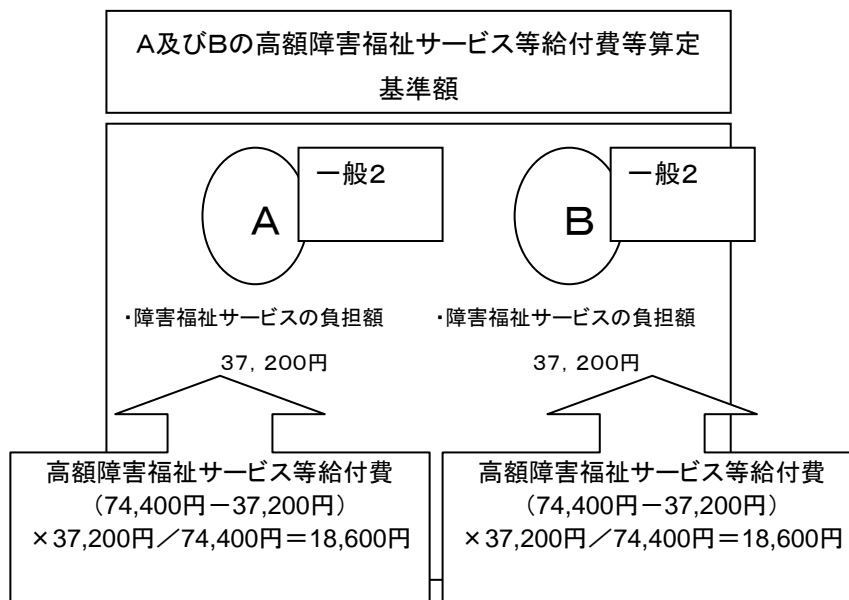 A及びBの高額障害福祉サービス等給付費等算定
基準額
一般2
A
一般2
B
・障害福祉サービスの負担額
37,200円
・障害福祉サービスの負担額
37,200円
高額障害福祉サービス等給付費
(74,400円-37,200円)
×37,200円/74,400円=18,600円
高額障害福祉サービス等給付費
(74,400円-37,200円)
×37,200円/74,400円=18,600円